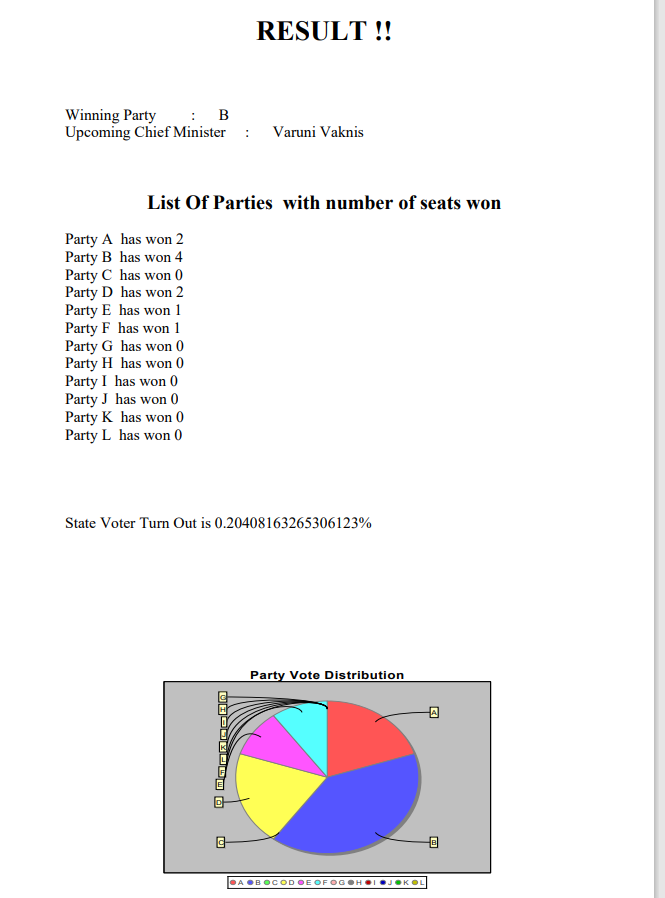 RESULT !!
Winning Party : B
Upcoming Chief Minister : Varuni Vaknis
List Of Parties with number of seats won
Party A has won 2
Party B has won 4
Party C has won 0
Party D has won 2
Party E has won 1
Party F has won 1
Party G has won 0
Party H has won 0
Party I has won 0
Party J has won 0
Party K has won 0
Party L has won 0
State Voter Turn Out is 0.20408163265306123%
Party Vote Distribution
G
H
I
J
K
L
F
E
D
C
A
B
A B C D E F G H I J K L